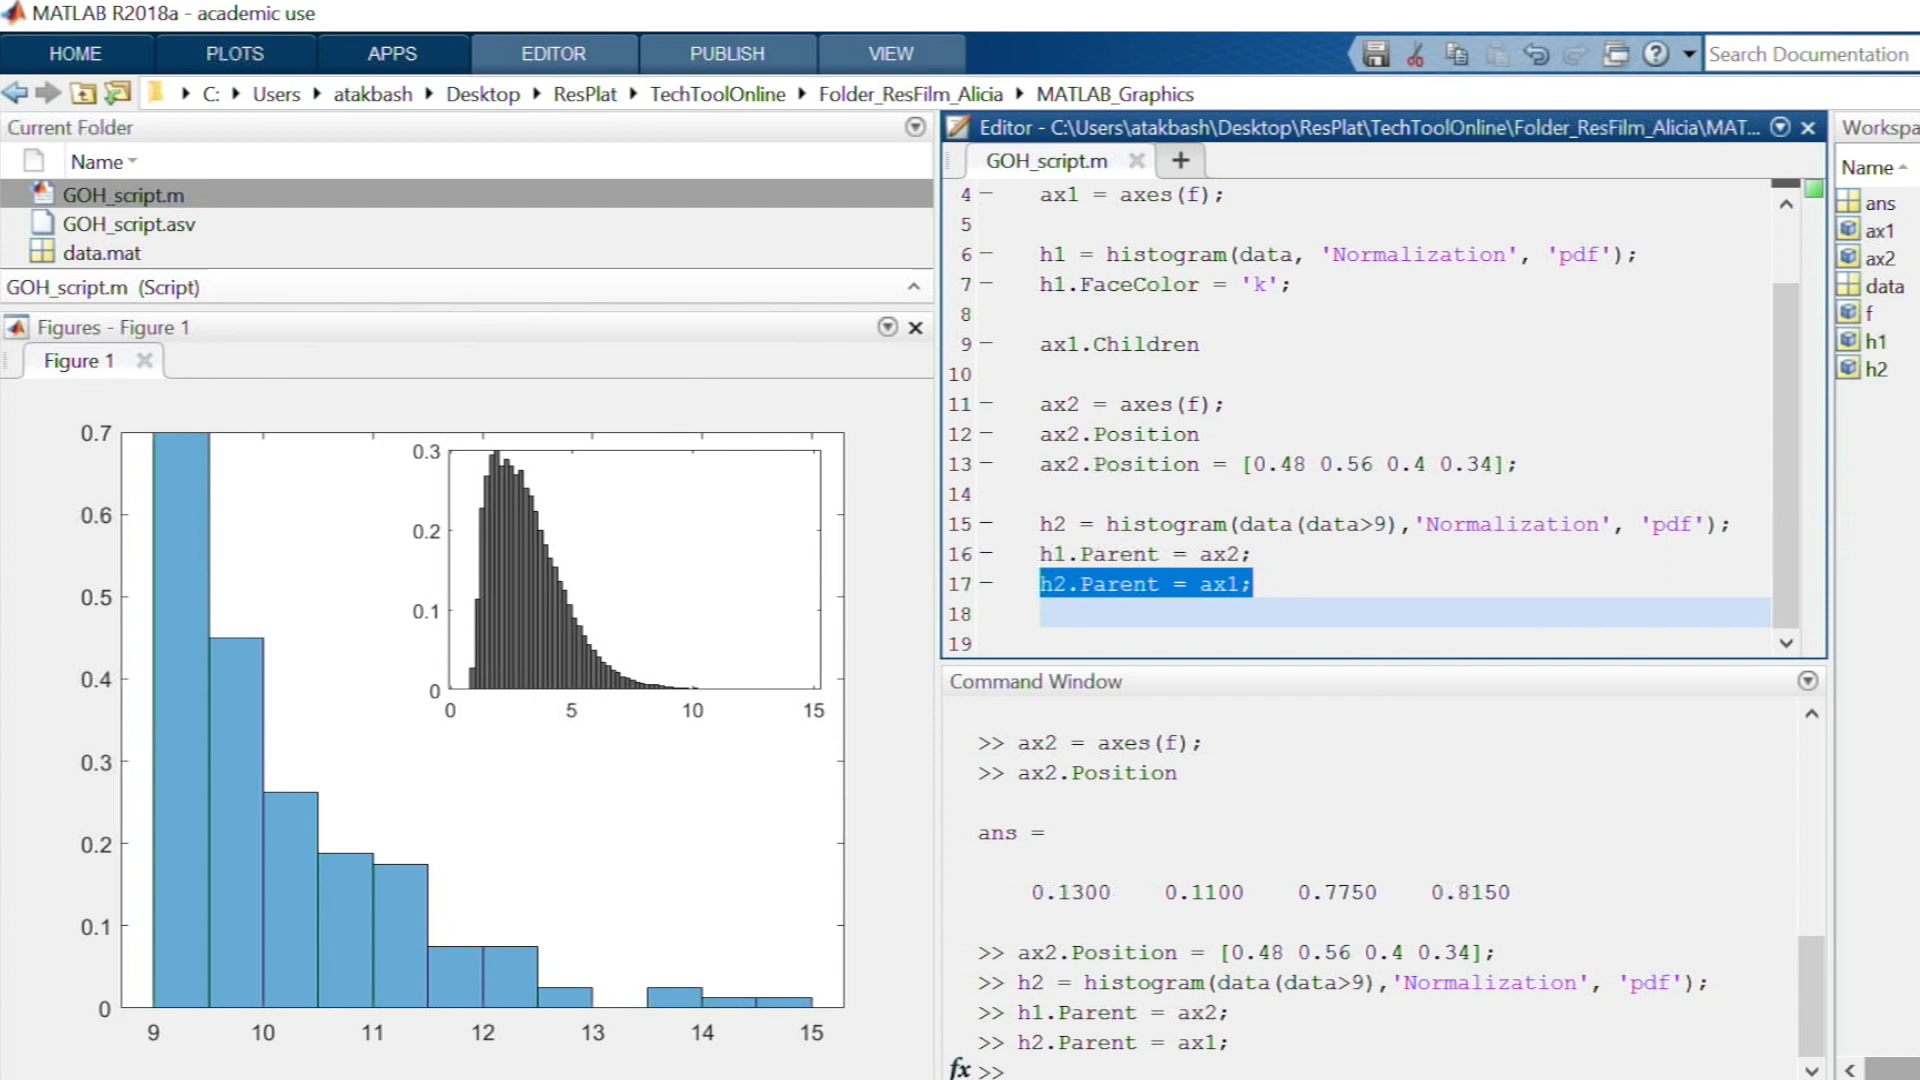 MATLAB R2018a - academic use
HOME PLOTS APPS EDITOR PUBLISH VIEW Search Documentation
C: Users atakbash Desktop ResPlat TechToolOnline Folder_ResFilm_Alicia MATLAB_Graphics
Current Folder
Name
GOH_script.m
GOH_script.asv
data.mat
GOH_script.m (Script)
Figures - Figure 1
Figure 1
0.7
0.6
0.5
0.4
0.3
0.2
0.1
0
9 10 11 12 13 14 15
0.3
0.2
0.1
0
0 5 10 15
Editor - C:\Users\atakbash\Desktop\ResPlat\TechToolOnline\Folder_ResFilm_Alicia\MAT...
GOH_script.m
4 ax1 = axes(f);
5
6 h1 = histogram(data, 'Normalization', 'pdf');
7 h1.FaceColor = 'k';
8
9 ax1.Children
10
11 ax2 = axes(f);
12 ax2.Position
13 ax2.Position = [0.48 0.56 0.4 0.34];
14
15 h2 = histogram(data(data>9),'Normalization', 'pdf');
16 h1.Parent = ax2;
17 h2.Parent = ax1;
18
19
Command Window
>> ax2 = axes(f);
>> ax2.Position
ans =
0.1300 0.1100 0.7750 0.8150
>> ax2.Position = [0.48 0.56 0.4 0.34];
>> h2 = histogram(data(data>9),'Normalization', 'pdf');
>> h1.Parent = ax2;
>> h2.Parent = ax1;
fx >>
Workspa
Name
ans
ax1
ax2
data
f
h1
h2